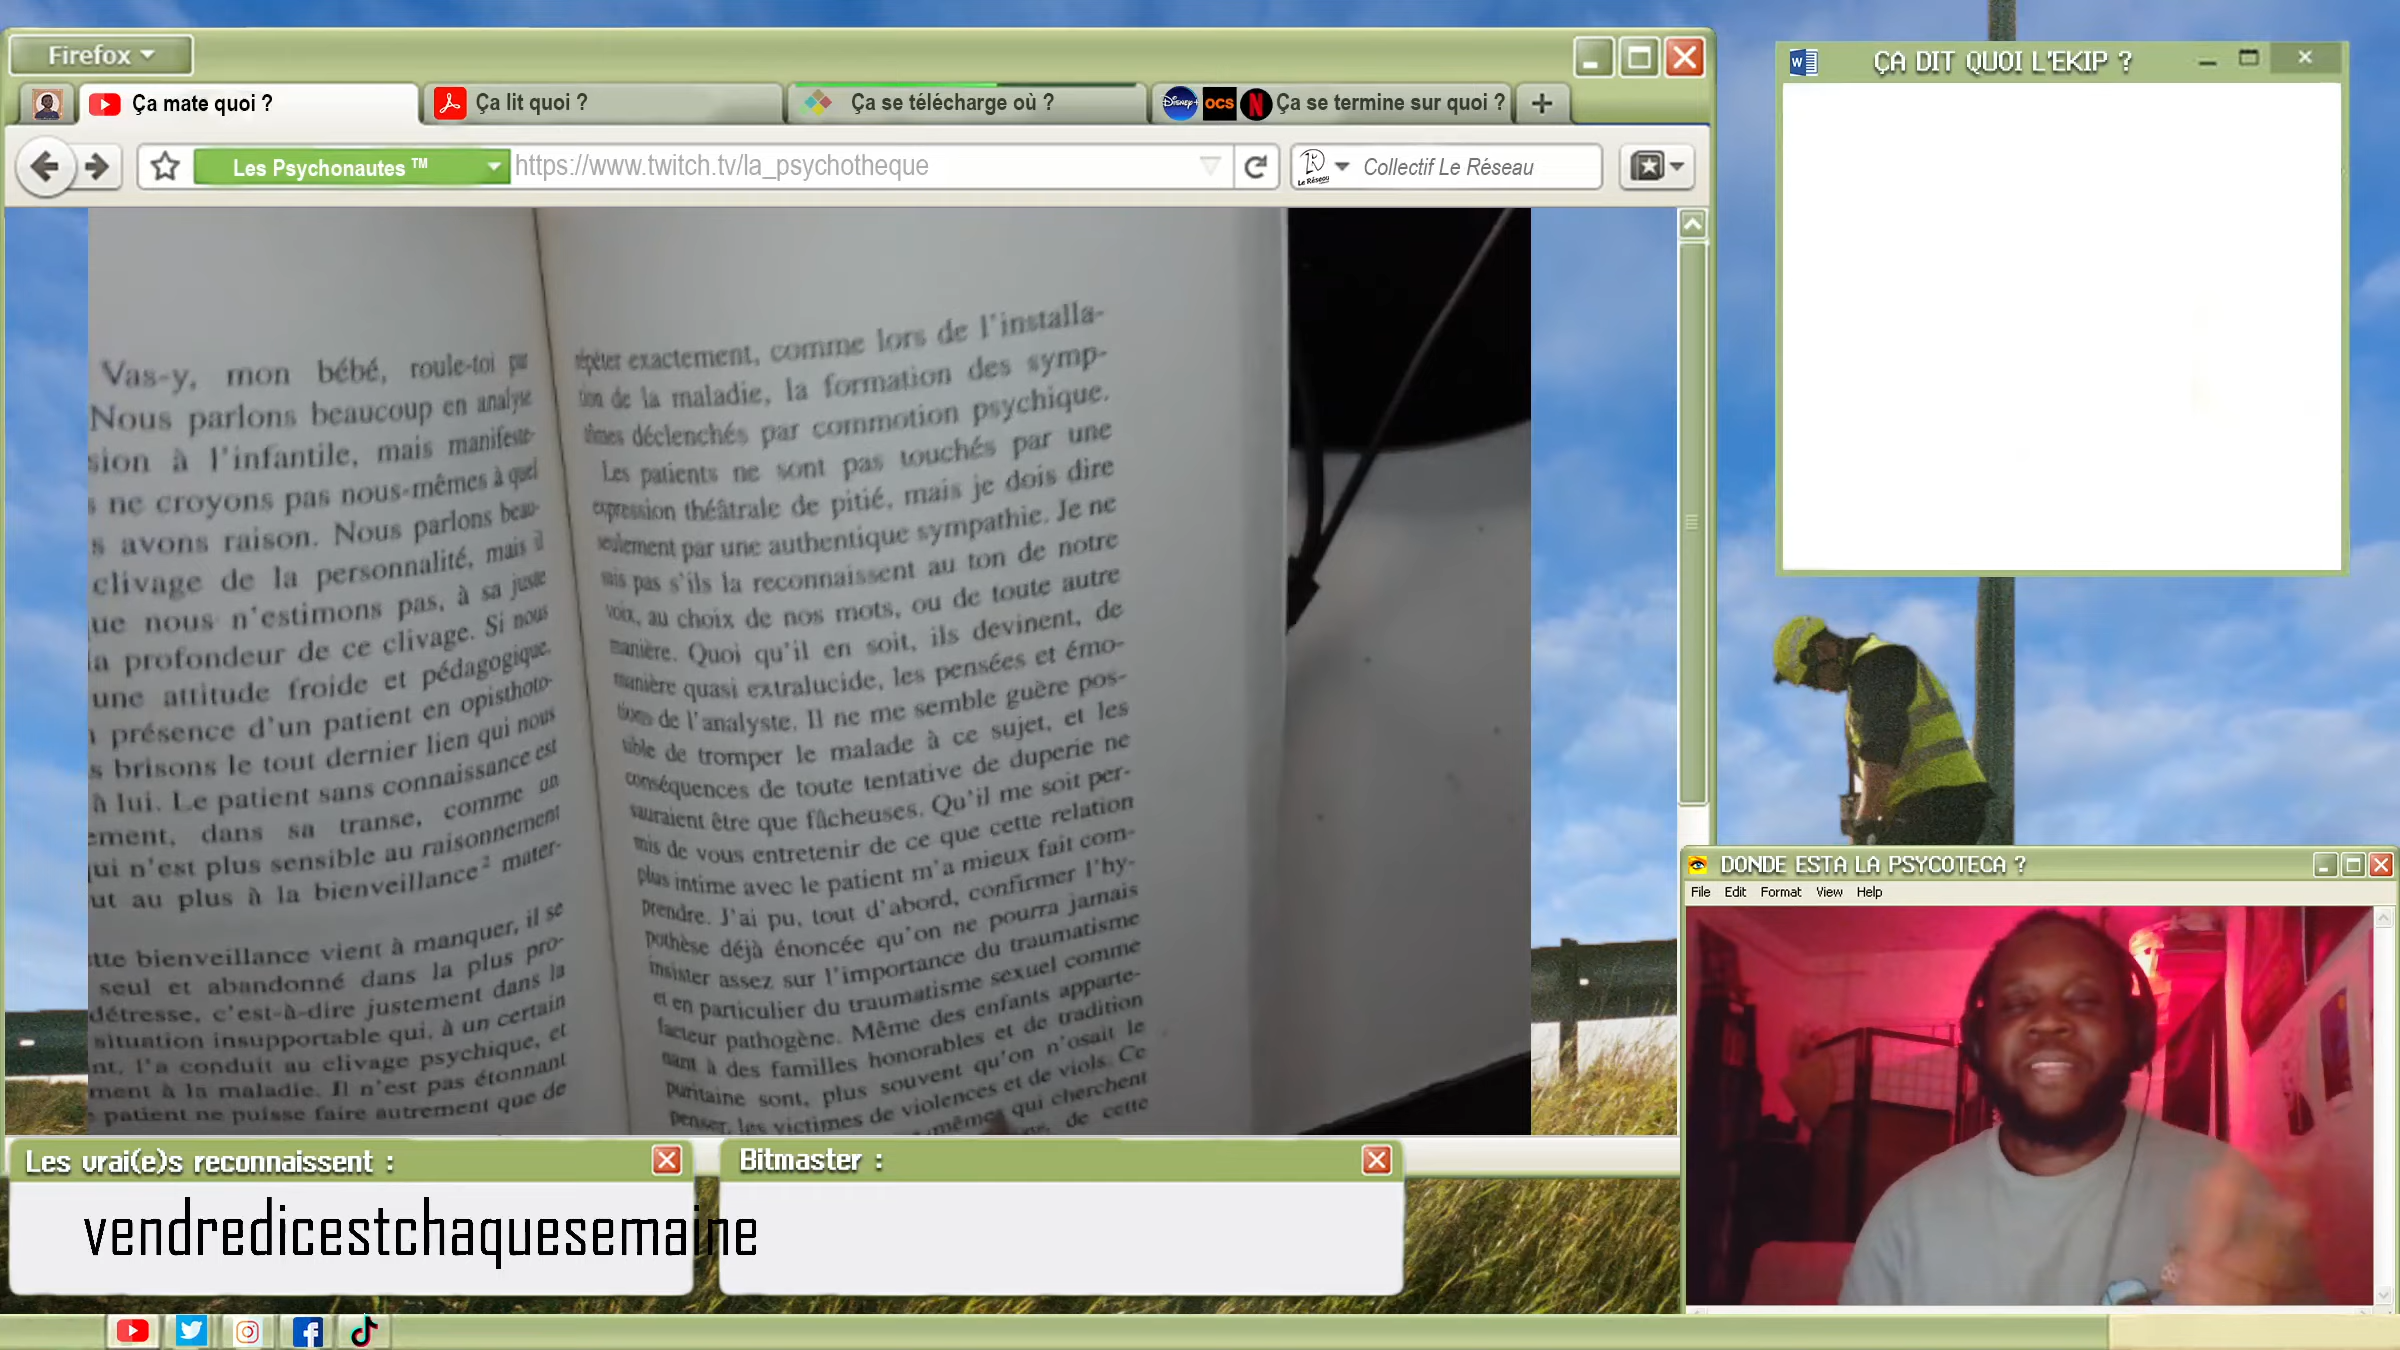 Firefox
Ça mate quoi ?
Ça lit quoi ?
Ça se télécharge où ?
Disney+
OCS
N
Ça se termine sur quoi ?
Les Psychonautes ™
https://www.twitch.tv/la_psychotheque
Le Réseau
Collectif Le Réseau
Vas-y, mon bébé, roule-toi par
Nous parlons beaucoup en analyse
sion à l'infantile, mais manifeste-
s ne croyons pas nous-mêmes à quel
s avons raison. Nous parlons beau-
clivage de la personnalité, mais il
ue nous n'estimons pas, à sa juste
la profondeur de ce clivage. Si nous
une attitude froide et pédagogique,
présence d'un patient en opisthoto-
s brisons le tout dernier lien qui nous
à lui. Le patient sans connaissance est
ement, dans sa transe, comme un
qui n'est plus sensible au raisonnement
ut au plus à la bienveillance² mater-
tte bienveillance vient à manquer, il se
seul et abandonné dans la plus pro-
détresse, c'est-à-dire justement dans la
situation insupportable qui, à un certain
nt, l'a conduit au clivage psychique, et
ment à la maladie. Il n'est pas étonnant
patient ne puisse faire autrement que de
répéter exactement, comme lors de l'installa-
tion de la maladie, la formation des symp-
tômes déclenchés par commotion psychique.
Les patients ne sont pas touchés par une
expression théâtrale de pitié, mais je dois dire
seulement par une authentique sympathie. Je ne
sais pas s'ils la reconnaissent au ton de notre
voix, au choix de nos mots, ou de toute autre
manière. Quoi qu'il en soit, ils devinent, de
manière quasi extralucide, les pensées et émo-
tions de l'analyste. Il ne me semble guère pos-
sible de tromper le malade à ce sujet, et les
conséquences de toute tentative de duperie ne
sauraient être que fâcheuses. Qu'il me soit per-
mis de vous entretenir de ce que cette relation
plus intime avec le patient m'a mieux fait com-
prendre. J'ai pu, tout d'abord, confirmer l'hy-
pothèse déjà énoncée qu'on ne pourra jamais
insister assez sur l'importance du traumatisme
et en particulier du traumatisme sexuel comme
facteur pathogène. Même des enfants apparte-
nant à des familles honorables et de tradition
puritaine sont, plus souvent qu'on n'osait le
penser, les victimes de violences et de viols. Ce
-mêmes qui cherchent
de cette
ÇA DIT QUOI L'EKIP ?
DONDE ESTA LA PSYCOTECA ?
File Edit Format View Help
Les vrai(e)s reconnaissent :
vendredicestchaquesemaine
Bitmaster :